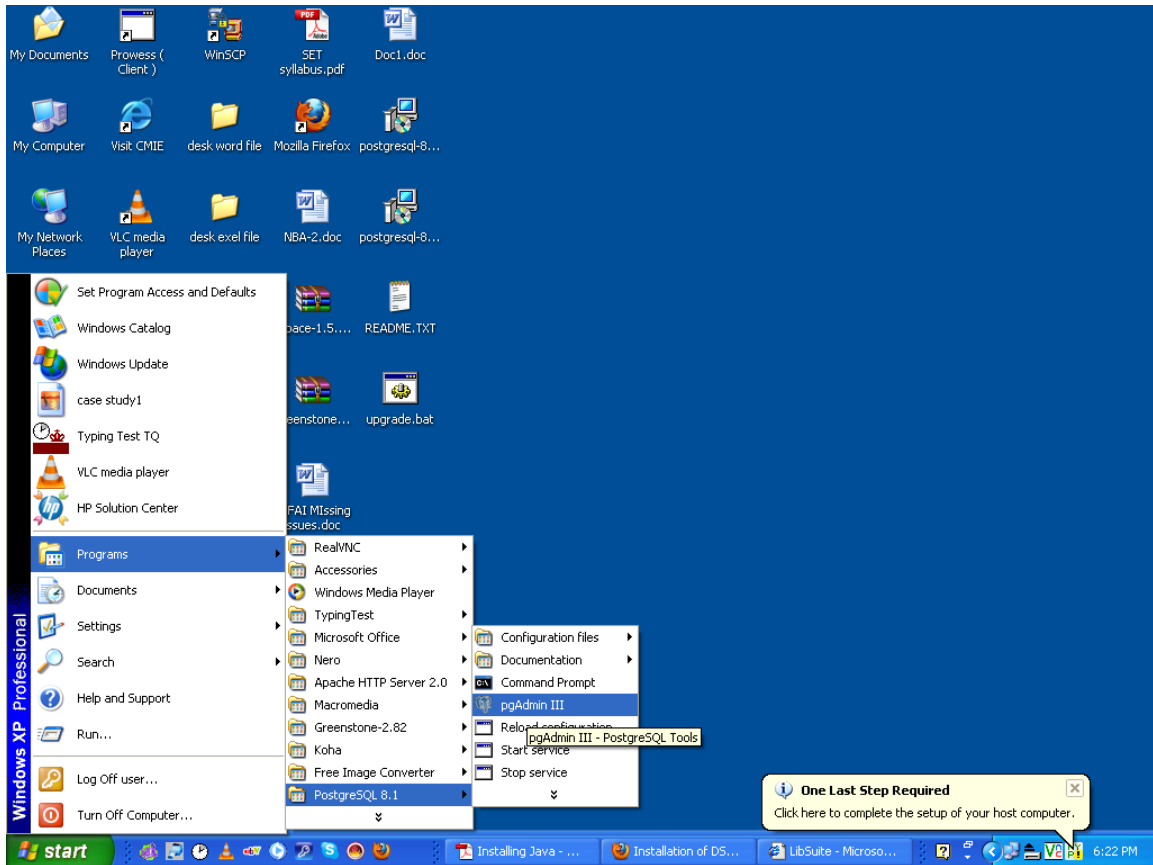 My Documents
Prowess (
Client )
WinSCP
SET
syllabus.pdf
Doc1.doc
My Computer
Visit CMIE
desk word file
Mozilla Firefox
postgresql-8...
My Network
Places
VLC media
player
desk exel file
NBA-2.doc
postgresql-8...
pace-1.5....
README.TXT
eenstone...
upgrade.bat
FAI MIssing
ssues.doc
Windows XP Professional
Set Program Access and Defaults
Windows Catalog
Windows Update
case study1
Typing Test TQ
VLC media player
HP Solution Center
Programs
Documents
Settings
Search
Help and Support
Run...
Log Off user...
Turn Off Computer...
RealVNC
Accessories
Windows Media Player
TypingTest
Microsoft Office
Nero
Apache HTTP Server 2.0
Macromedia
Greenstone-2.82
Koha
Free Image Converter
PostgreSQL 8.1
Configuration files
Documentation
Command Prompt
pgAdmin III
Reload configuration
pgAdmin III - PostgreSQL Tools
Start service
Stop service
One Last Step Required
Click here to complete the setup of your host computer.
start
Installing Java - ...
Installation of DS...
LibSuite - Microso...
6:22 PM